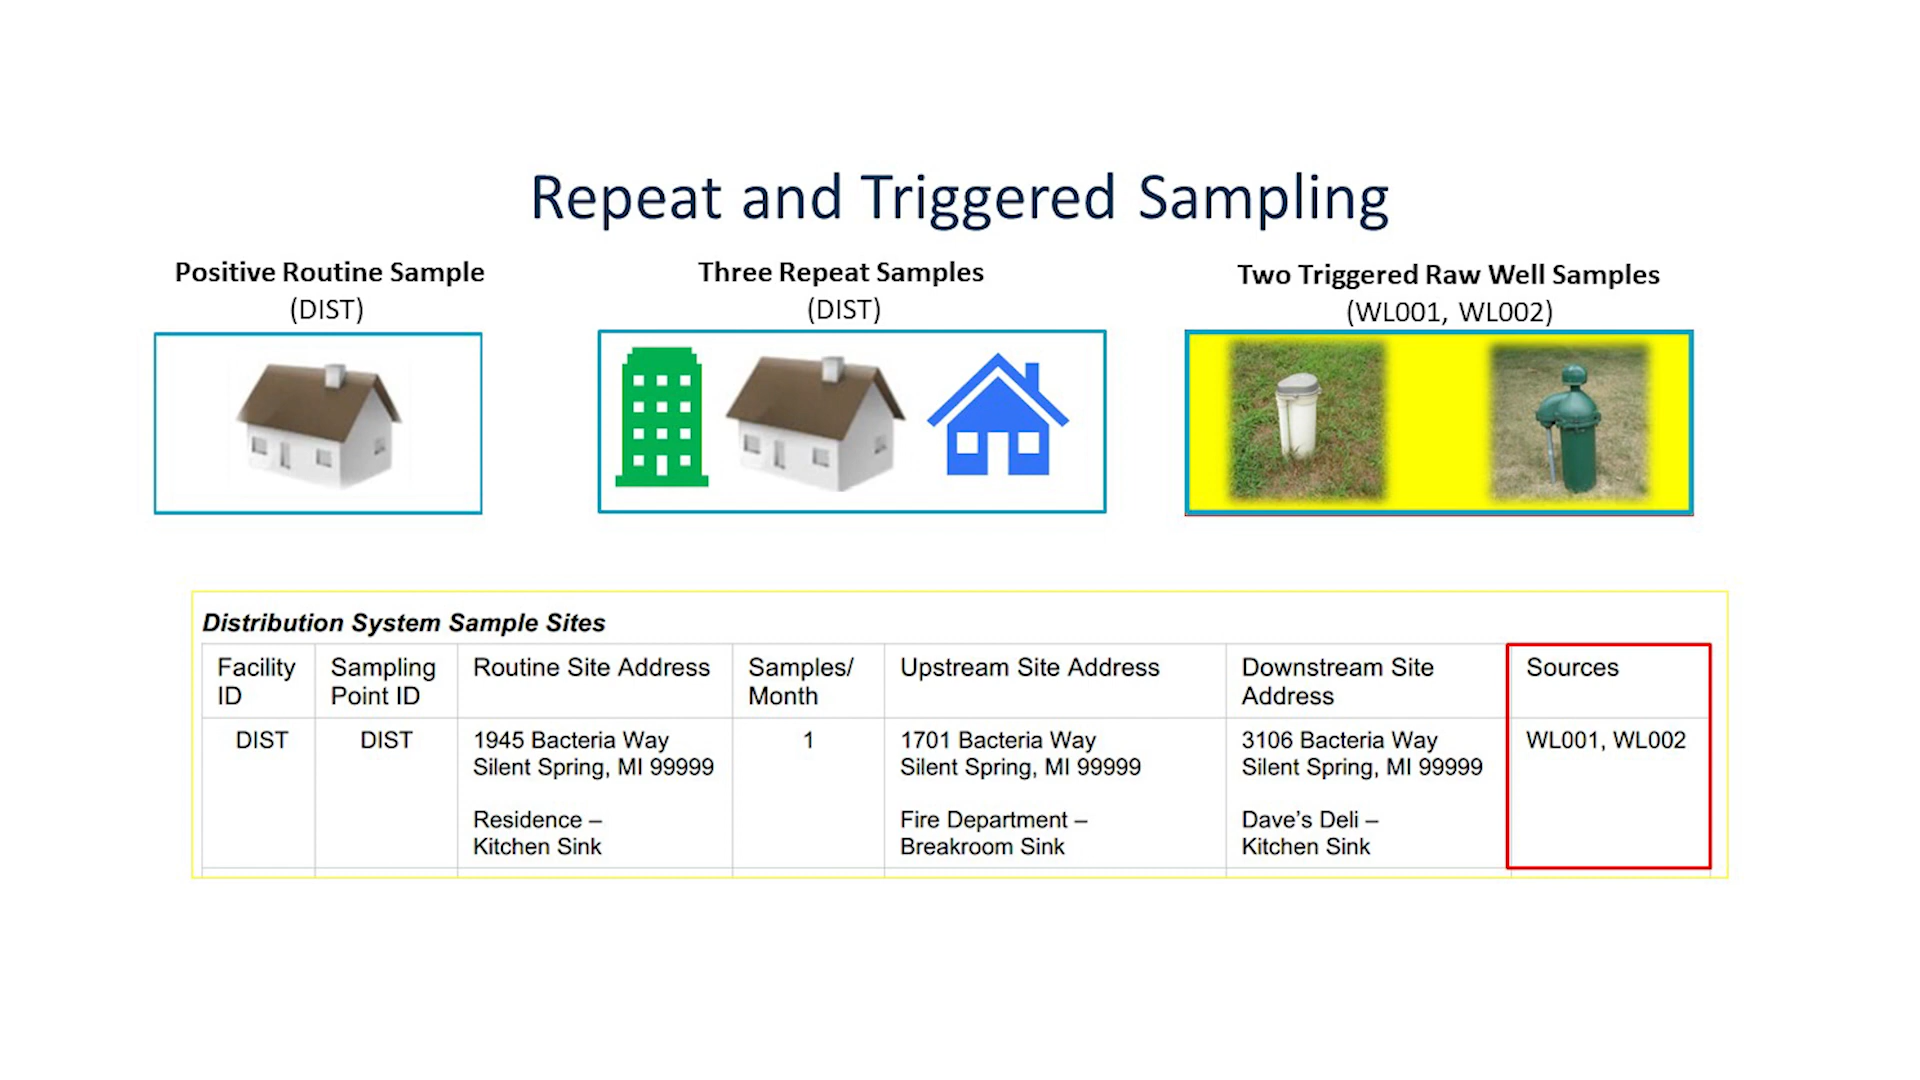 Repeat and Triggered Sampling
Positive Routine Sample
(DIST)
Three Repeat Samples
(DIST)
Two Triggered Raw Well Samples
(WL001, WL002)
Distribution System Sample Sites
Facility
ID
Sampling
Point ID
Routine Site Address
Samples/
Month
Upstream Site Address
Downstream Site
Address
Sources
DIST
DIST
1945 Bacteria Way
Silent Spring, MI 99999
Residence –
Kitchen Sink
1
1701 Bacteria Way
Silent Spring, MI 99999
Fire Department –
Breakroom Sink
3106 Bacteria Way
Silent Spring, MI 99999
Dave’s Deli –
Kitchen Sink
WL001, WL002